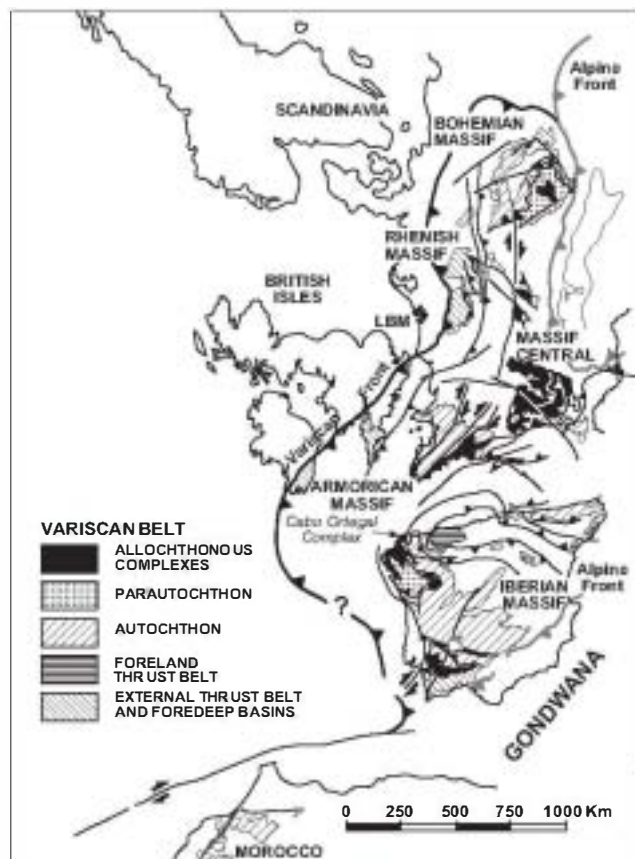 Alpine
Front
SCANDINAVIA
BOHEMIAN
MASSIF
RHENISH
MASSIF
BRITISH
ISLES
LBM
MASSIF
CENTRAL
Variscan Front
ARMORICAN
MASSIF
Cabo Ortegal
Complex
VARISCAN BELT
ALLOCHTHONOUS
COMPLEXES
PARAUTOCHTHON
AUTOCHTHON
FORELAND
THRUST BELT
EXTERNAL THRUST BELT
AND FOREDEEP BASINS
?
IBERIAN
MASSIF
Alpine
Front
GONDWANA
0 250 500 750 1000 Km
MOROCCO